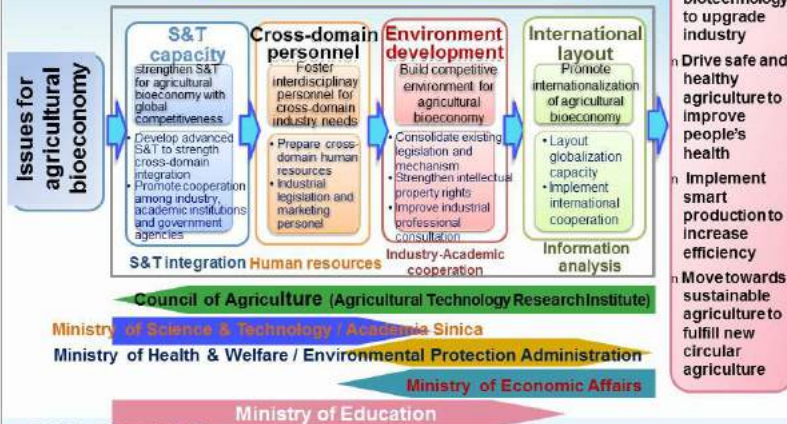 Issues for
agricultural
bioeconomy
S&T
capacity
strengthen S&T
for agricultural
bioeconomy with
global
competitiveness
• Develop advanced
S&T to strength
cross-domain
integration
• Promote cooperation
among industry,
academic institutions
and government
agencies
S&T integration
Cross-domain
personnel
Foster
interdisciplinay
personnel for
cross-domain
industry needs
• Prepare cross-
domain human
resources
• Industrial
legislation and
marketing
personel
Human resources
Environment
development
Build competitive
environment for
agricultural
bioeconomy
• Consolidate existing
legislation and
mechanism
• Strengthen intellectual
property rights
• Improve industrial
professional
consultation
Industry-Academic
cooperation
International
layout
Promote
internationalization
of agricultural
bioeconomy
• Layout
globalization
capacity
• Implement
international
cooperation
Information
analysis
biotechnology
to upgrade
industry
n Drive safe and
healthy
agriculture to
improve
people's
health
n Implement
smart
production to
increase
efficiency
n Move towards
sustainable
agriculture to
fulfill new
circular
agriculture
Council of Agriculture (Agricultural Technology Research Institute)
Ministry of Science & Technology / Academia Sinica
Ministry of Health & Welfare / Environmental Protection Administration
Ministry of Economic Affairs
Ministry of Education